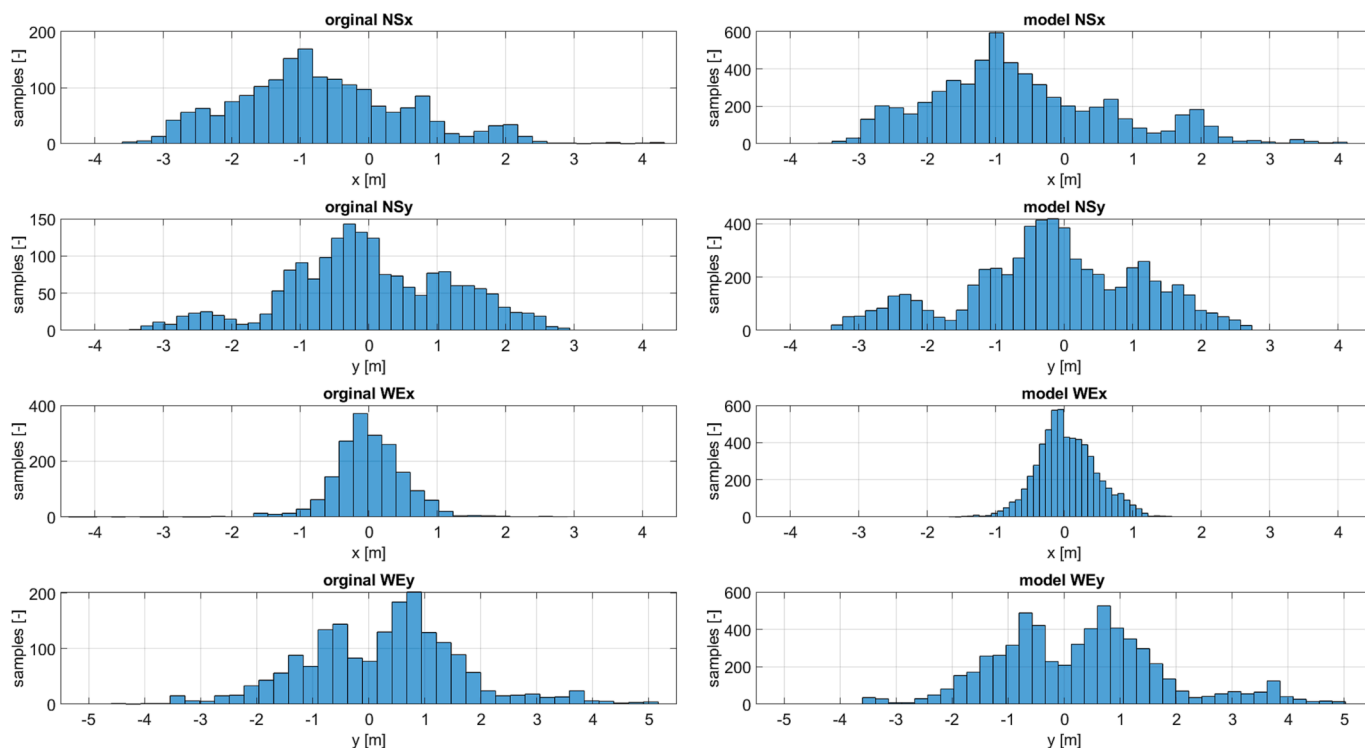 orginal NSx
samples [-]
200
100
0
-4 -3 -2 -1 0 1 2 3 4
x [m]
model NSx
samples [-]
600
400
200
0
-4 -3 -2 -1 0 1 2 3 4
x [m]
orginal NSy
samples [-]
150
100
50
0
-4 -3 -2 -1 0 1 2 3 4
y [m]
model NSy
samples [-]
400
200
0
-4 -3 -2 -1 0 1 2 3 4
y [m]
orginal WEx
samples [-]
400
200
0
-4 -3 -2 -1 0 1 2 3 4
x [m]
model WEx
samples [-]
600
400
200
0
-4 -3 -2 -1 0 1 2 3 4
x [m]
orginal WEy
samples [-]
200
100
0
-5 -4 -3 -2 -1 0 1 2 3 4 5
y [m]
model WEy
samples [-]
600
400
200
0
-5 -4 -3 -2 -1 0 1 2 3 4 5
y [m]